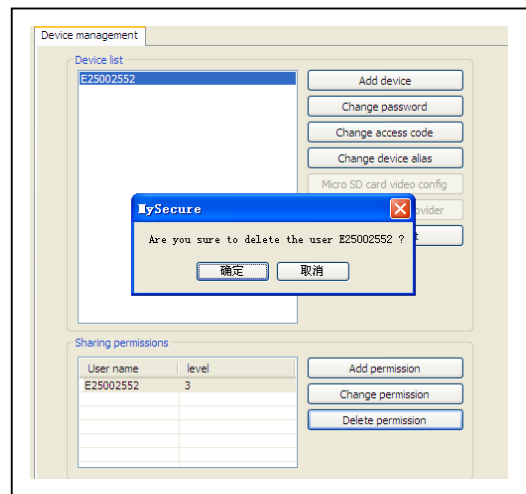 Device management
Device list
E25002552
Add device
Change password
Change access code
Change device alias
Micro SD card video config
MySecure
ovider
Are you sure to delete the user E25002552 ?
确定
取消
Sharing permissions
User name level
E25002552 3
Add permission
Change permission
Delete permission